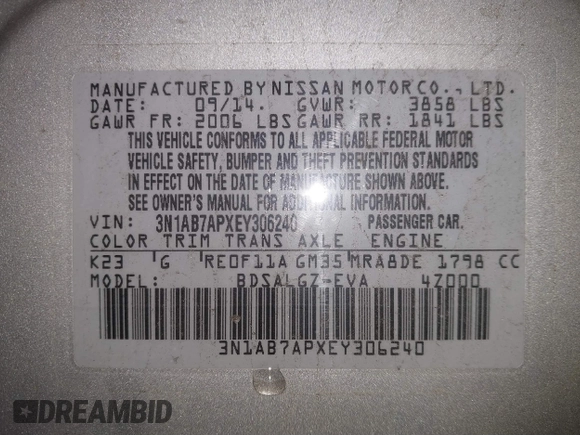 MANUFACTURED BY NISSAN MOTOR CO., LTD.
DATE: 09/14. GVWR: 3858 LBS
GAWR FR: 2006 LBS GAWR RR: 1841 LBS
THIS VEHICLE CONFORMS TO ALL APPLICABLE FEDERAL MOTOR
VEHICLE SAFETY, BUMPER AND THEFT PREVENTION STANDARDS
IN EFFECT ON THE DATE OF MANUFACTURE SHOWN ABOVE.
SEE OWNER'S MANUAL FOR ADDITIONAL INFORMATION.
VIN: 3N1AB7APXEY306240 PASSENGER CAR.
COLOR TRIM TRANS AXLE ENGINE
K23 G RE0F11A GM35 MRA8DE 1798 CC
MODEL: BDSALGZ-EVA 4Z000
3N1AB7APXEY306240
DREAMBID